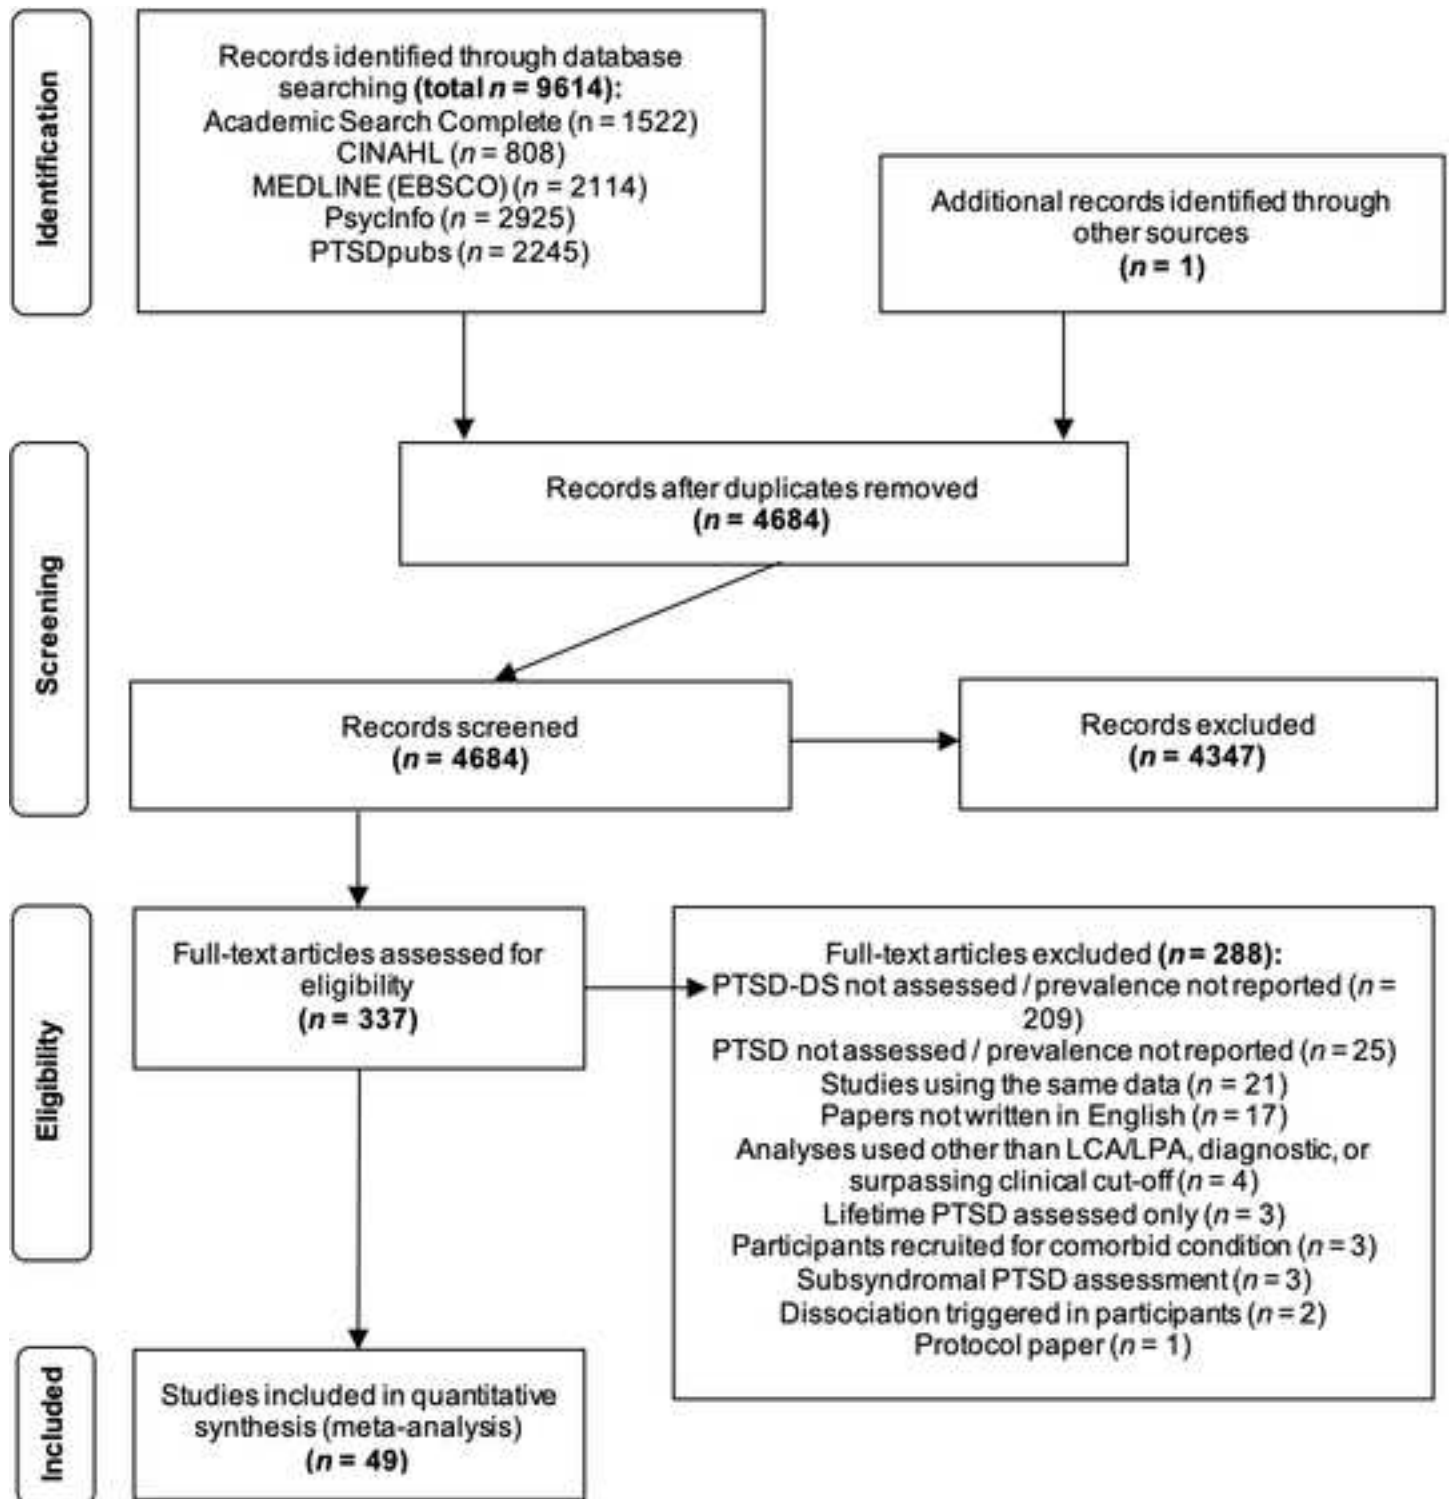 Identification
Records identified through database
searching (total n = 9614):
Academic Search Complete (n = 1522)
CINAHL (n = 808)
MEDLINE (EBSCO) (n = 2114)
PsycInfo (n = 2925)
PTSDpubs (n = 2245)
Additional records identified through
other sources
(n = 1)
Screening
Records after duplicates removed
(n = 4684)
Records screened
(n = 4684)
Records excluded
(n = 4347)
Eligibility
Full-text articles assessed for
eligibility
(n = 337)
Full-text articles excluded (n = 288):
PTSD-DS not assessed / prevalence not reported (n =
209)
PTSD not assessed / prevalence not reported (n = 25)
Studies using the same data (n = 21)
Papers not written in English (n = 17)
Analyses used other than LCA/LPA, diagnostic, or
surpassing clinical cut-off (n = 4)
Lifetime PTSD assessed only (n = 3)
Participants recruited for comorbid condition (n = 3)
Subsyndromal PTSD assessment (n = 3)
Dissociation triggered in participants (n = 2)
Protocol paper (n = 1)
Included
Studies included in quantitative
synthesis (meta-analysis)
(n = 49)